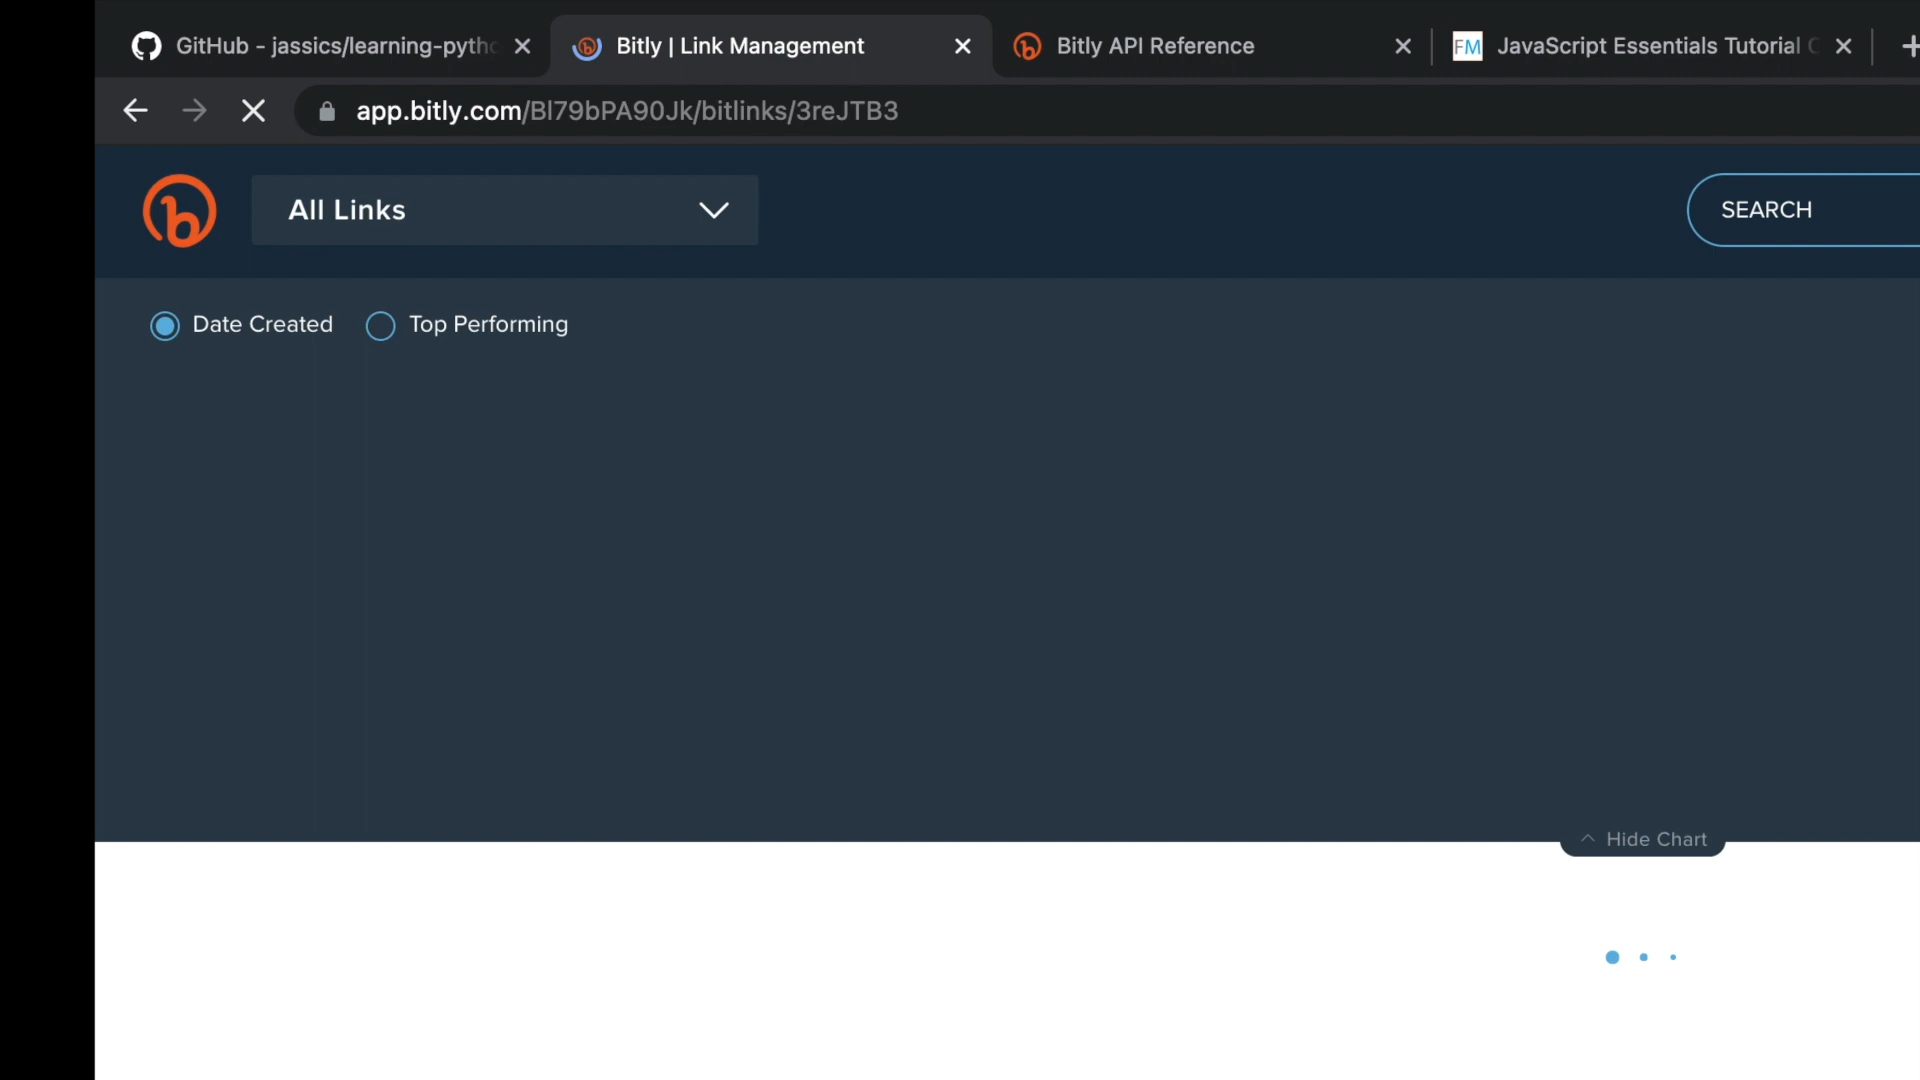 GitHub - jassics/learning-pyth
Bitly | Link Management
Bitly API Reference
FM JavaScript Essentials Tutorial
app.bitly.com/Bl79bPA90Jk/bitlinks/3reJTB3
All Links
SEARCH
Date Created
Top Performing
Hide Chart